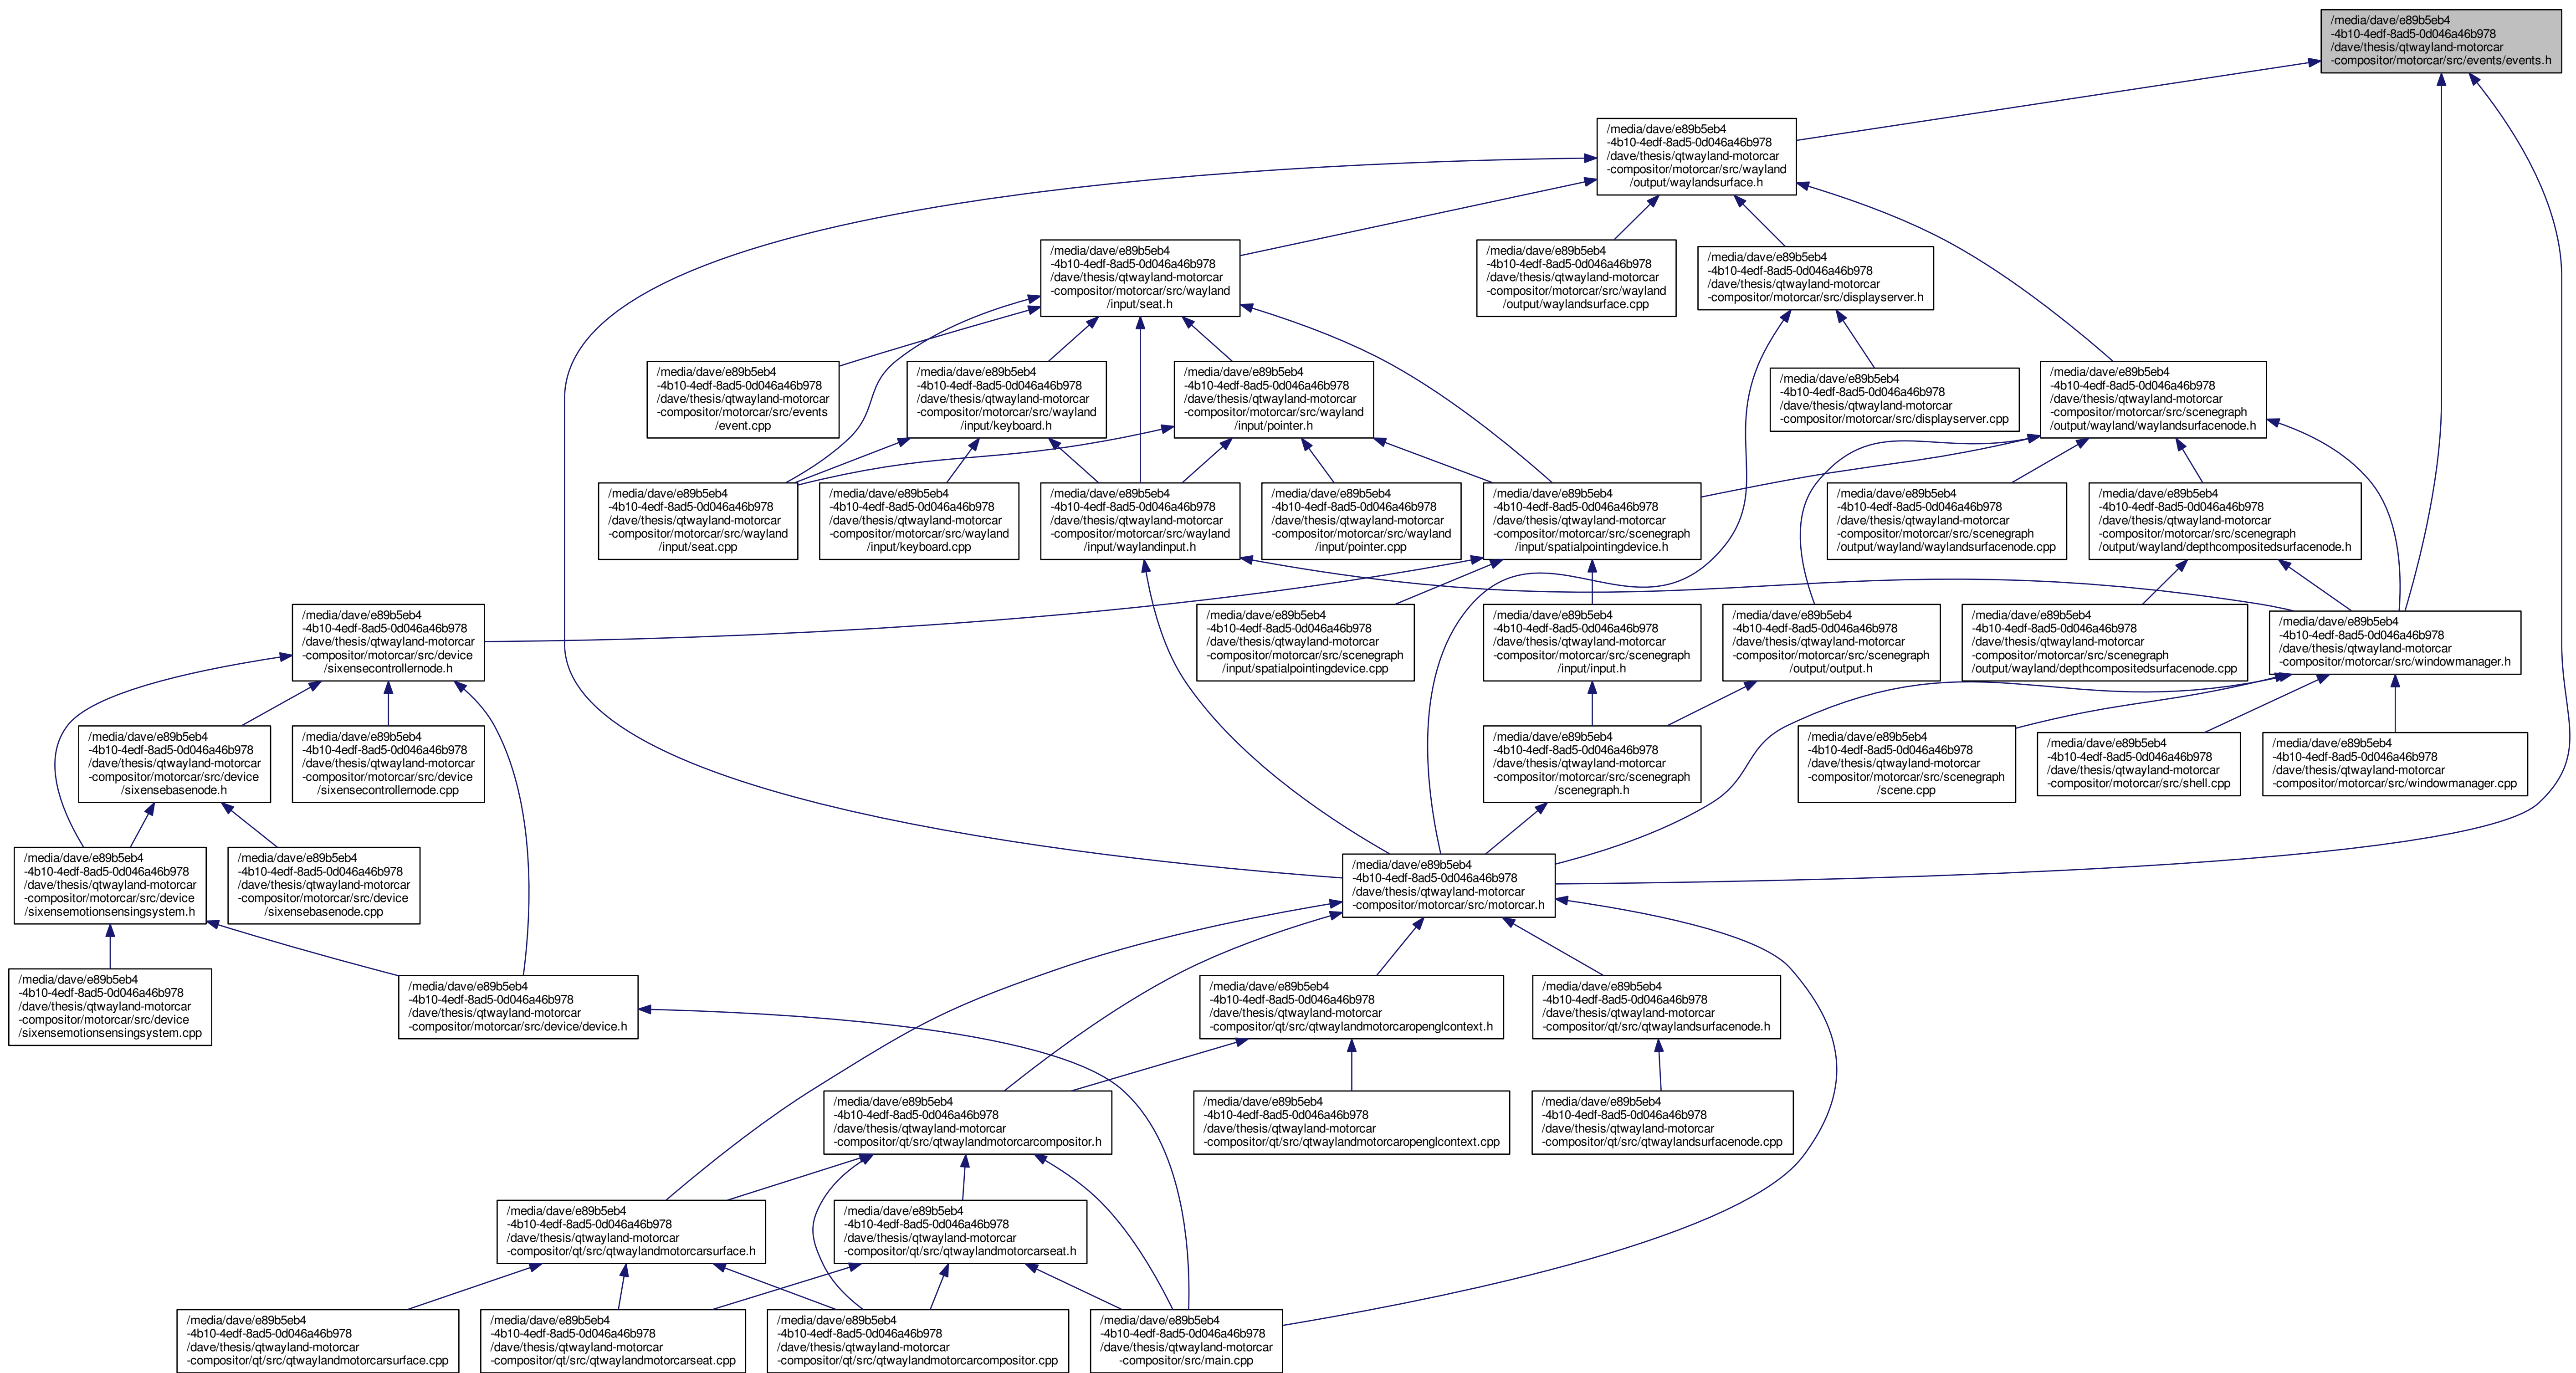 /media/dave/e89b5eb4
-4b10-4edf-8ad5-0d046a46b978
/dave/thesis/qtwayland-motorcar
-compositor/motorcar/src/events/events.h
/media/dave/e89b5eb4
-4b10-4edf-8ad5-0d046a46b978
/dave/thesis/qtwayland-motorcar
-compositor/motorcar/src/wayland
/output/waylandsurface.h
/media/dave/e89b5eb4
-4b10-4edf-8ad5-0d046a46b978
/dave/thesis/qtwayland-motorcar
-compositor/motorcar/src/wayland
/input/seat.h
/media/dave/e89b5eb4
-4b10-4edf-8ad5-0d046a46b978
/dave/thesis/qtwayland-motorcar
-compositor/motorcar/src/wayland
/output/waylandsurface.cpp
/media/dave/e89b5eb4
-4b10-4edf-8ad5-0d046a46b978
/dave/thesis/qtwayland-motorcar
-compositor/motorcar/src/displayserver.h
/media/dave/e89b5eb4
-4b10-4edf-8ad5-0d046a46b978
/dave/thesis/qtwayland-motorcar
-compositor/motorcar/src/events
/event.cpp
/media/dave/e89b5eb4
-4b10-4edf-8ad5-0d046a46b978
/dave/thesis/qtwayland-motorcar
-compositor/motorcar/src/wayland
/input/keyboard.h
/media/dave/e89b5eb4
-4b10-4edf-8ad5-0d046a46b978
/dave/thesis/qtwayland-motorcar
-compositor/motorcar/src/wayland
/input/pointer.h
/media/dave/e89b5eb4
-4b10-4edf-8ad5-0d046a46b978
/dave/thesis/qtwayland-motorcar
-compositor/motorcar/src/displayserver.cpp
/media/dave/e89b5eb4
-4b10-4edf-8ad5-0d046a46b978
/dave/thesis/qtwayland-motorcar
-compositor/motorcar/src/scenegraph
/output/wayland/waylandsurfacenode.h
/media/dave/e89b5eb4
-4b10-4edf-8ad5-0d046a46b978
/dave/thesis/qtwayland-motorcar
-compositor/motorcar/src/wayland
/input/seat.cpp
/media/dave/e89b5eb4
-4b10-4edf-8ad5-0d046a46b978
/dave/thesis/qtwayland-motorcar
-compositor/motorcar/src/wayland
/input/keyboard.cpp
/media/dave/e89b5eb4
-4b10-4edf-8ad5-0d046a46b978
/dave/thesis/qtwayland-motorcar
-compositor/motorcar/src/wayland
/input/waylandinput.h
/media/dave/e89b5eb4
-4b10-4edf-8ad5-0d046a46b978
/dave/thesis/qtwayland-motorcar
-compositor/motorcar/src/wayland
/input/pointer.cpp
/media/dave/e89b5eb4
-4b10-4edf-8ad5-0d046a46b978
/dave/thesis/qtwayland-motorcar
-compositor/motorcar/src/scenegraph
/input/spatialpointingdevice.h
/media/dave/e89b5eb4
-4b10-4edf-8ad5-0d046a46b978
/dave/thesis/qtwayland-motorcar
-compositor/motorcar/src/scenegraph
/output/wayland/waylandsurfacenode.cpp
/media/dave/e89b5eb4
-4b10-4edf-8ad5-0d046a46b978
/dave/thesis/qtwayland-motorcar
-compositor/motorcar/src/scenegraph
/output/wayland/depthcompositedsurfacenode.h
/media/dave/e89b5eb4
-4b10-4edf-8ad5-0d046a46b978
/dave/thesis/qtwayland-motorcar
-compositor/motorcar/src/device
/sixensecontrollernode.h
/media/dave/e89b5eb4
-4b10-4edf-8ad5-0d046a46b978
/dave/thesis/qtwayland-motorcar
-compositor/motorcar/src/scenegraph
/input/spatialpointingdevice.cpp
/media/dave/e89b5eb4
-4b10-4edf-8ad5-0d046a46b978
/dave/thesis/qtwayland-motorcar
-compositor/motorcar/src/scenegraph
/input/input.h
/media/dave/e89b5eb4
-4b10-4edf-8ad5-0d046a46b978
/dave/thesis/qtwayland-motorcar
-compositor/motorcar/src/scenegraph
/output/output.h
/media/dave/e89b5eb4
-4b10-4edf-8ad5-0d046a46b978
/dave/thesis/qtwayland-motorcar
-compositor/motorcar/src/scenegraph
/output/wayland/depthcompositedsurfacenode.cpp
/media/dave/e89b5eb4
-4b10-4edf-8ad5-0d046a46b978
/dave/thesis/qtwayland-motorcar
-compositor/motorcar/src/windowmanager.h
/media/dave/e89b5eb4
-4b10-4edf-8ad5-0d046a46b978
/dave/thesis/qtwayland-motorcar
-compositor/motorcar/src/device
/sixensebasenode.h
/media/dave/e89b5eb4
-4b10-4edf-8ad5-0d046a46b978
/dave/thesis/qtwayland-motorcar
-compositor/motorcar/src/device
/sixensecontrollernode.cpp
/media/dave/e89b5eb4
-4b10-4edf-8ad5-0d046a46b978
/dave/thesis/qtwayland-motorcar
-compositor/motorcar/src/scenegraph
/scenegraph.h
/media/dave/e89b5eb4
-4b10-4edf-8ad5-0d046a46b978
/dave/thesis/qtwayland-motorcar
-compositor/motorcar/src/scenegraph
/scene.cpp
/media/dave/e89b5eb4
-4b10-4edf-8ad5-0d046a46b978
/dave/thesis/qtwayland-motorcar
-compositor/motorcar/src/shell.cpp
/media/dave/e89b5eb4
-4b10-4edf-8ad5-0d046a46b978
/dave/thesis/qtwayland-motorcar
-compositor/motorcar/src/windowmanager.cpp
/media/dave/e89b5eb4
-4b10-4edf-8ad5-0d046a46b978
/dave/thesis/qtwayland-motorcar
-compositor/motorcar/src/device
/sixensemotionsensingsystem.h
/media/dave/e89b5eb4
-4b10-4edf-8ad5-0d046a46b978
/dave/thesis/qtwayland-motorcar
-compositor/motorcar/src/device
/sixensebasenode.cpp
/media/dave/e89b5eb4
-4b10-4edf-8ad5-0d046a46b978
/dave/thesis/qtwayland-motorcar
-compositor/motorcar/src/motorcar.h
/media/dave/e89b5eb4
-4b10-4edf-8ad5-0d046a46b978
/dave/thesis/qtwayland-motorcar
-compositor/motorcar/src/device
/sixensemotionsensingsystem.cpp
/media/dave/e89b5eb4
-4b10-4edf-8ad5-0d046a46b978
/dave/thesis/qtwayland-motorcar
-compositor/motorcar/src/device/device.h
/media/dave/e89b5eb4
-4b10-4edf-8ad5-0d046a46b978
/dave/thesis/qtwayland-motorcar
-compositor/qt/src/qtwaylandmotorcaropenglcontext.h
/media/dave/e89b5eb4
-4b10-4edf-8ad5-0d046a46b978
/dave/thesis/qtwayland-motorcar
-compositor/qt/src/qtwaylandsurfacenode.h
/media/dave/e89b5eb4
-4b10-4edf-8ad5-0d046a46b978
/dave/thesis/qtwayland-motorcar
-compositor/qt/src/qtwaylandmotorcarcompositor.h
/media/dave/e89b5eb4
-4b10-4edf-8ad5-0d046a46b978
/dave/thesis/qtwayland-motorcar
-compositor/qt/src/qtwaylandmotorcaropenglcontext.cpp
/media/dave/e89b5eb4
-4b10-4edf-8ad5-0d046a46b978
/dave/thesis/qtwayland-motorcar
-compositor/qt/src/qtwaylandsurfacenode.cpp
/media/dave/e89b5eb4
-4b10-4edf-8ad5-0d046a46b978
/dave/thesis/qtwayland-motorcar
-compositor/qt/src/qtwaylandmotorcarsurface.h
/media/dave/e89b5eb4
-4b10-4edf-8ad5-0d046a46b978
/dave/thesis/qtwayland-motorcar
-compositor/qt/src/qtwaylandmotorcarseat.h
/media/dave/e89b5eb4
-4b10-4edf-8ad5-0d046a46b978
/dave/thesis/qtwayland-motorcar
-compositor/qt/src/qtwaylandmotorcarsurface.cpp
/media/dave/e89b5eb4
-4b10-4edf-8ad5-0d046a46b978
/dave/thesis/qtwayland-motorcar
-compositor/qt/src/qtwaylandmotorcarseat.cpp
/media/dave/e89b5eb4
-4b10-4edf-8ad5-0d046a46b978
/dave/thesis/qtwayland-motorcar
-compositor/qt/src/qtwaylandmotorcarcompositor.cpp
/media/dave/e89b5eb4
-4b10-4edf-8ad5-0d046a46b978
/dave/thesis/qtwayland-motorcar
-compositor/src/main.cpp